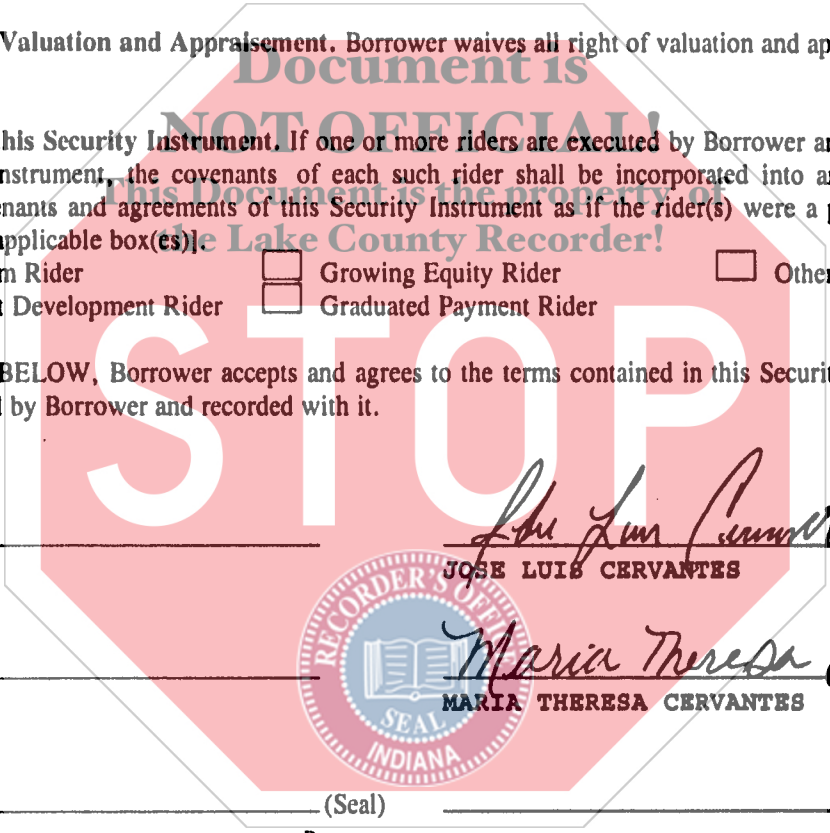 Valuation and Appraisement. Borrower waives all right of valuation and ap
Document is
NOT OFFICIAL!
his Security Instrument. If one or more riders are executed by Borrower a
nstrument, the covenants of each such rider shall be incorporated into a
This Document is the property of
enants and agreements of this Security Instrument as if the rider(s) were a p
applicable box(es)].
the Lake County Recorder!
m Rider Growing Equity Rider Other
t Development Rider Graduated Payment Rider
STOP
BELOW, Borrower accepts and agrees to the terms contained in this Securit
l by Borrower and recorded with it.
Jose Luis Cervant
JOSE LUIS CERVANTES
RECORDER'S OFFICE
Maria Theresa
MARIA THERESA CERVANTES
SEAL
INDIANA
(Seal)